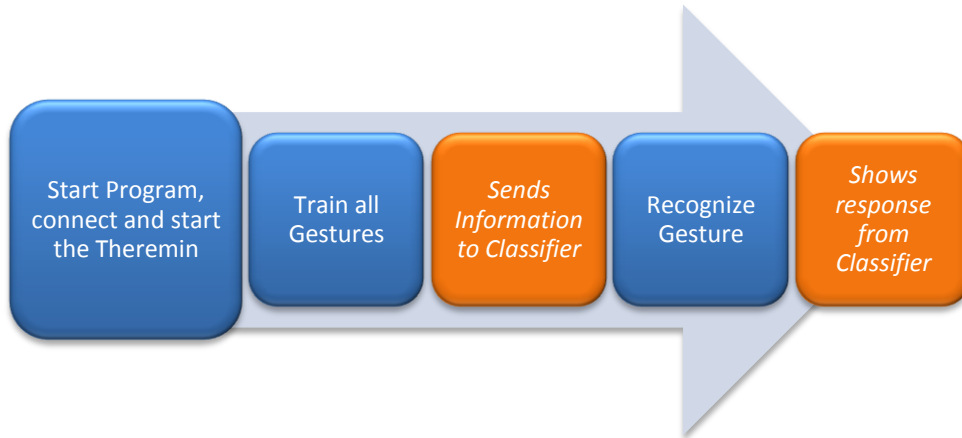 Start Program,
connect and start
the Theremin
Train all
Gestures
Sends
Information
to Classifier
Recognize
Gesture
Shows
response
from
Classifier